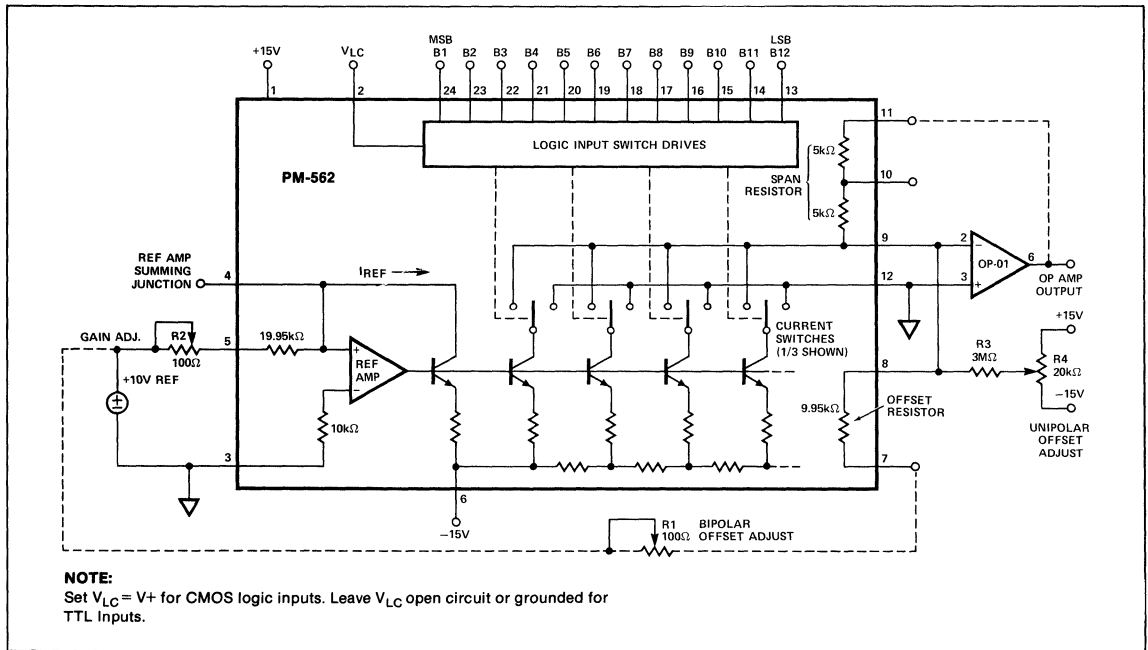 MSB
LSB
+15V
VLC
B1
B2
B3
B4
B5
B6
B7
B8
B9
B10
B11
B12
1
2
24
23
22
21
20
19
18
17
16
15
14
13
LOGIC INPUT SWITCH DRIVES
11
5kΩ
PM-562
SPAN
RESISTOR
10
5kΩ
9
2
−
OP-01
6
12
3
+
OP AMP
OUTPUT
REF AMP
SUMMING
JUNCTION
4
IREF
GAIN ADJ.
R2
100Ω
5
19.95kΩ
+
REF
AMP
−
+10V REF
±
10kΩ
3
CURRENT
SWITCHES
(1/3 SHOWN)
+15V
R3
3MΩ
R4
20kΩ
−15V
8
9.95kΩ
OFFSET
RESISTOR
UNIPOLAR
OFFSET
ADJUST
7
6
−15V
R1
100Ω
BIPOLAR
OFFSET ADJUST
NOTE:
Set VLC = V+ for CMOS logic inputs. Leave VLC open circuit or grounded for
TTL Inputs.